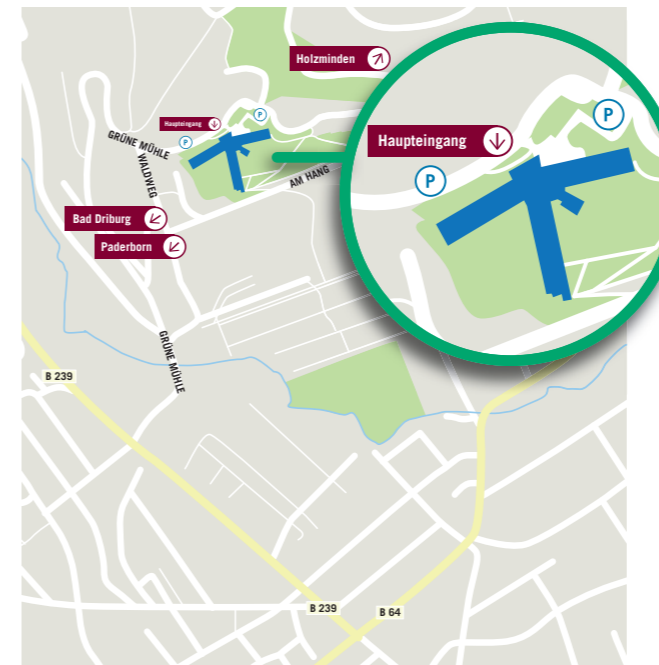 Holzminden
P
Haupteingang
P
GRÜNE MÜHLE
WALDWEG
AM HANG
P
Haupteingang
P
Bad Driburg
Paderborn
GRÜNE MÜHLE
B 239
B 239
B 64